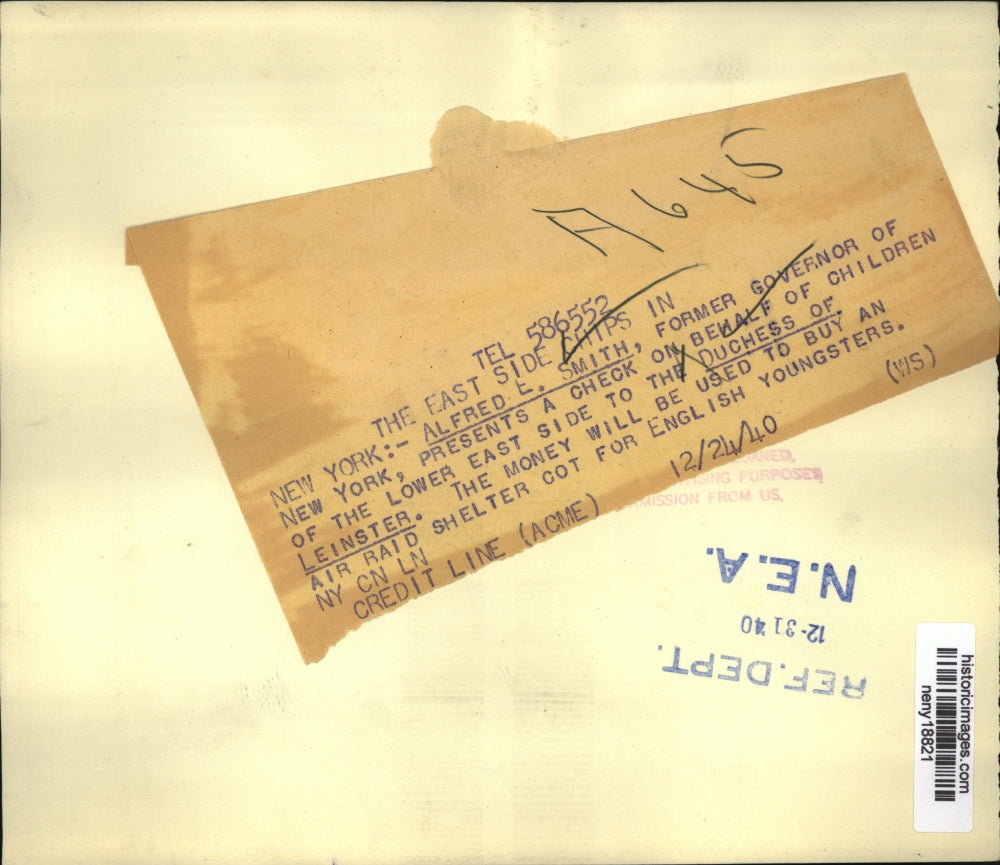 A645
TEL 586552
THE EAST SIDE CHIPS IN
NEW YORK:- ALFRED E. SMITH, FORMER GOVERNOR OF
NEW YORK, PRESENTS A CHECK ON BEHALF OF CHILDREN
OF THE LOWER EAST SIDE TO THE DUCHESS OF
LEINSTER. THE MONEY WILL BE USED TO BUY AN
AIR RAID SHELTER COT FOR ENGLISH YOUNGSTERS.
NY CN LN
CREDIT LINE (ACME) 12/24/40 (WS)
PURPOSES
FROM US,
N.E.A.
12-31 40
REF. DEPT.
historicimages.com
neny18821